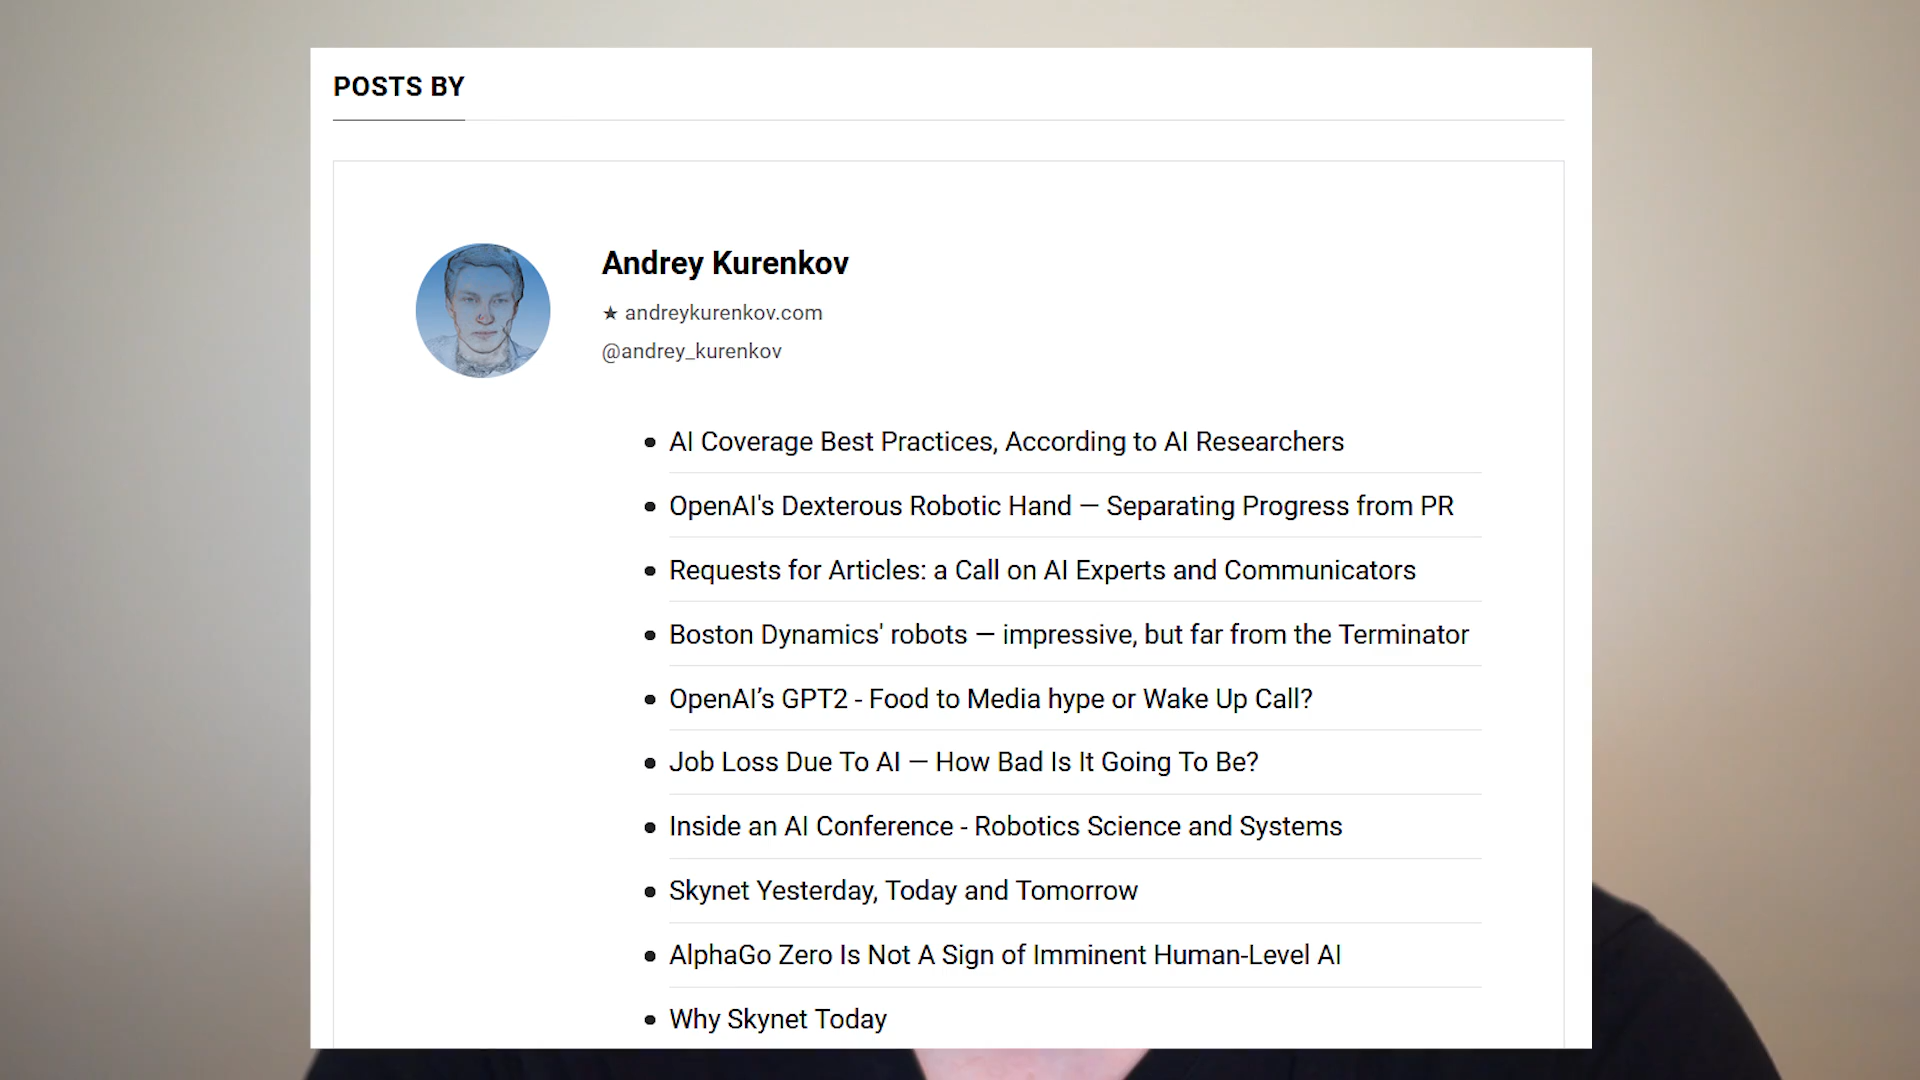 POSTS BY
Andrey Kurenkov
★ andreykurenkov.com
@andrey_kurenkov
• AI Coverage Best Practices, According to AI Researchers
• OpenAI's Dexterous Robotic Hand — Separating Progress from PR
• Requests for Articles: a Call on AI Experts and Communicators
• Boston Dynamics' robots — impressive, but far from the Terminator
• OpenAI’s GPT2 - Food to Media hype or Wake Up Call?
• Job Loss Due To AI — How Bad Is It Going To Be?
• Inside an AI Conference - Robotics Science and Systems
• Skynet Yesterday, Today and Tomorrow
• AlphaGo Zero Is Not A Sign of Imminent Human-Level AI
• Why Skynet Today